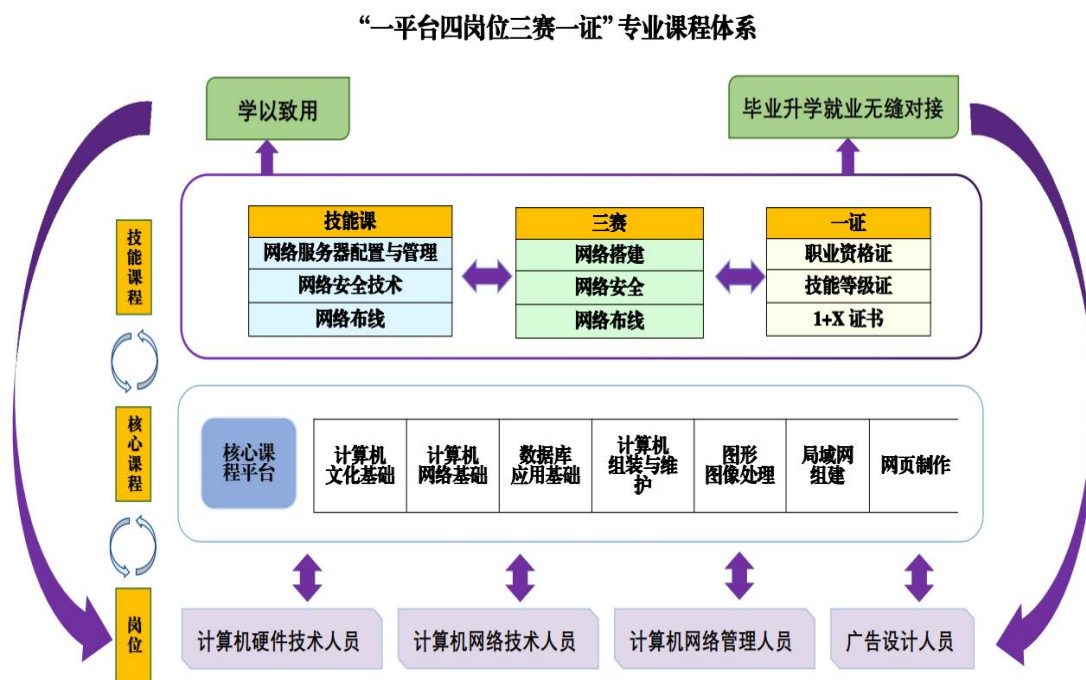 “一平台四岗位三赛一证”专业课程体系
学以致用
毕业升学就业无缝对接
技能课程
技能课
网络服务器配置与管理
网络安全技术
网络布线
三赛
网络搭建
网络安全
网络布线
一证
职业资格证
技能等级证
1+X 证书
核心课程
核心课
程平台
计算机
文化基础
计算机
网络基础
数据库
应用基础
计算机
组装与维
护
图形
图像处理
局域网
组建
网页制作
岗位
计算机硬件技术人员
计算机网络技术人员
计算机网络管理人员
广告设计人员